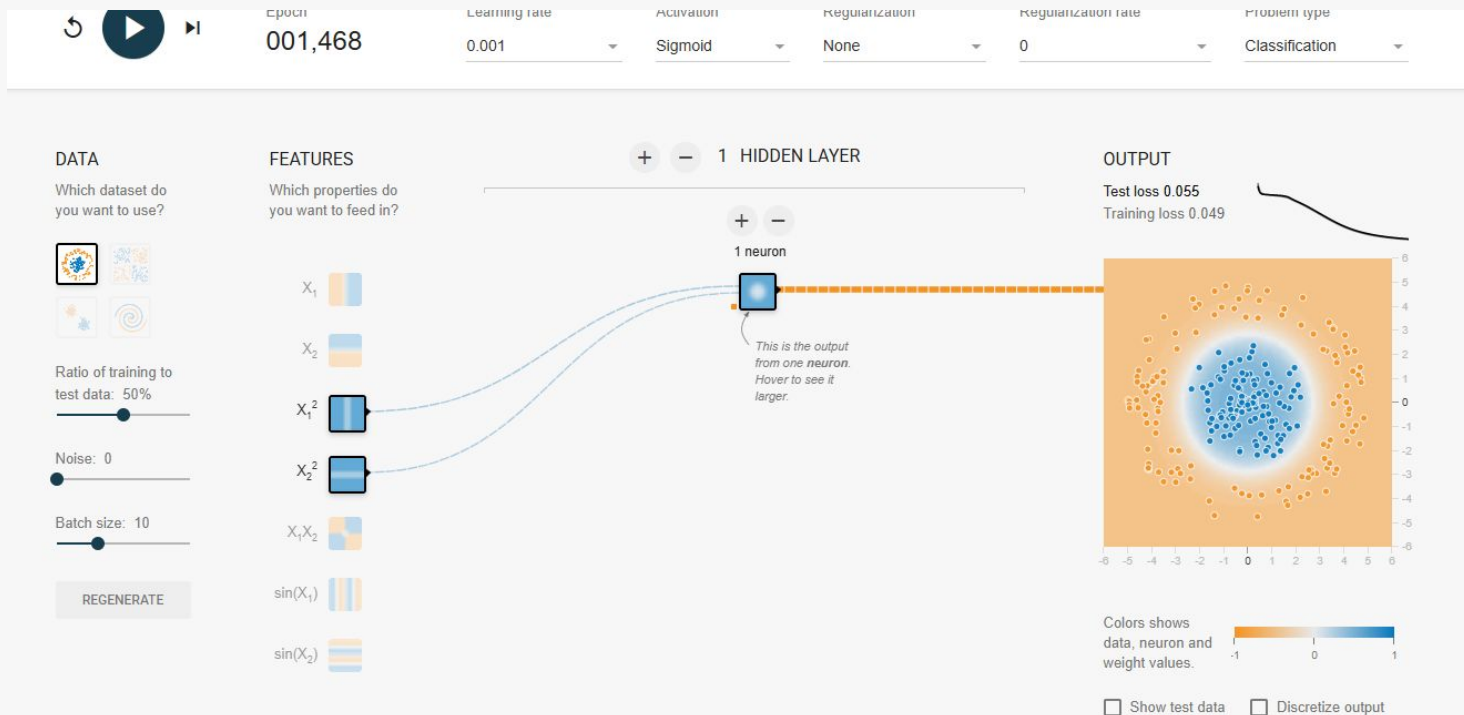 Epoch
Learning rate
Activation
Regularization
Regularization rate
Problem type
001,468
0.001
Sigmoid
None
0
Classification
DATA
Which dataset do
you want to use?
Ratio of training to
test data: 50%
Noise: 0
Batch size: 10
REGENERATE
FEATURES
Which properties do
you want to feed in?
X₁
X₂
X₁²
X₂²
X₁X₂
sin(X₁)
sin(X₂)
+ − 1 HIDDEN LAYER
+ −
1 neuron
This is the output
from one neuron.
Hover to see it
larger.
OUTPUT
Test loss 0.055
Training loss 0.049
6
5
4
3
2
1
0
-1
-2
-3
-4
-5
-6
-6 -5 -4 -3 -2 -1 0 1 2 3 4 5 6
Colors shows
data, neuron and
weight values.
-1 0 1
Show test data
Discretize output